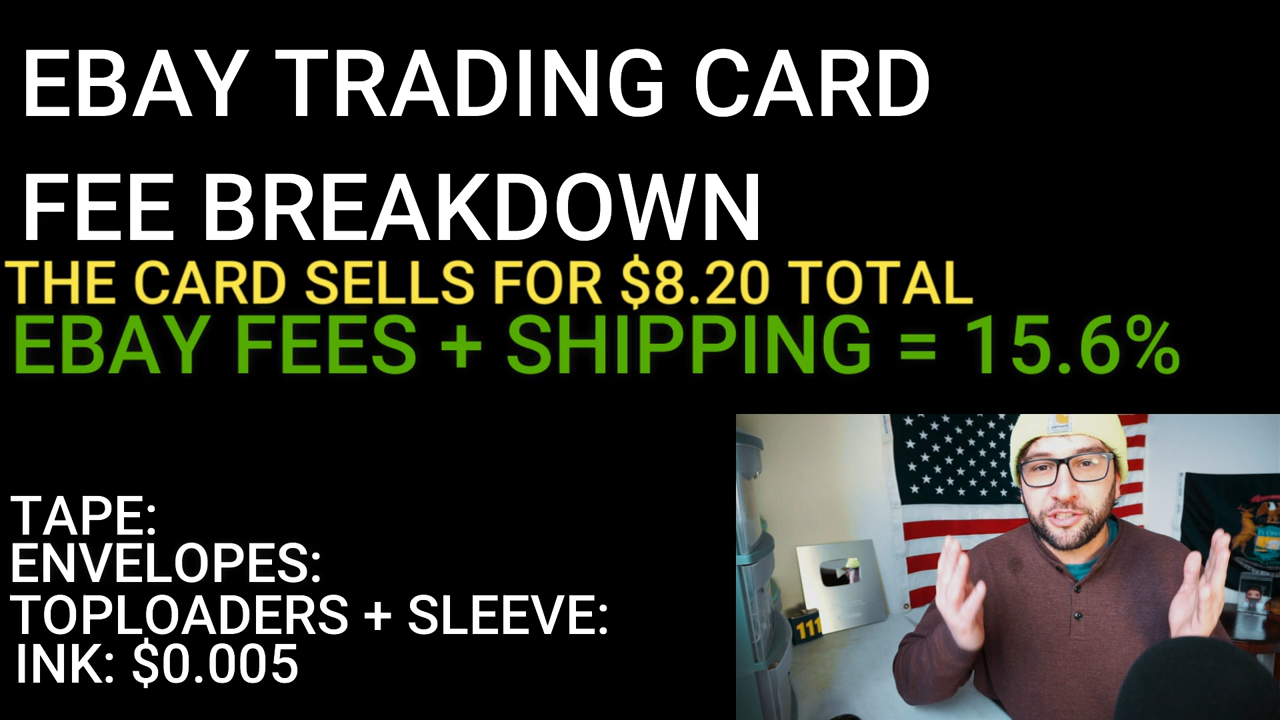 EBAY TRADING CARD
FEE BREAKDOWN
THE CARD SELLS FOR $8.20 TOTAL
EBAY FEES + SHIPPING = 15.6%
TAPE:
ENVELOPES:
TOPLOADERS + SLEEVE:
INK: $0.005
111